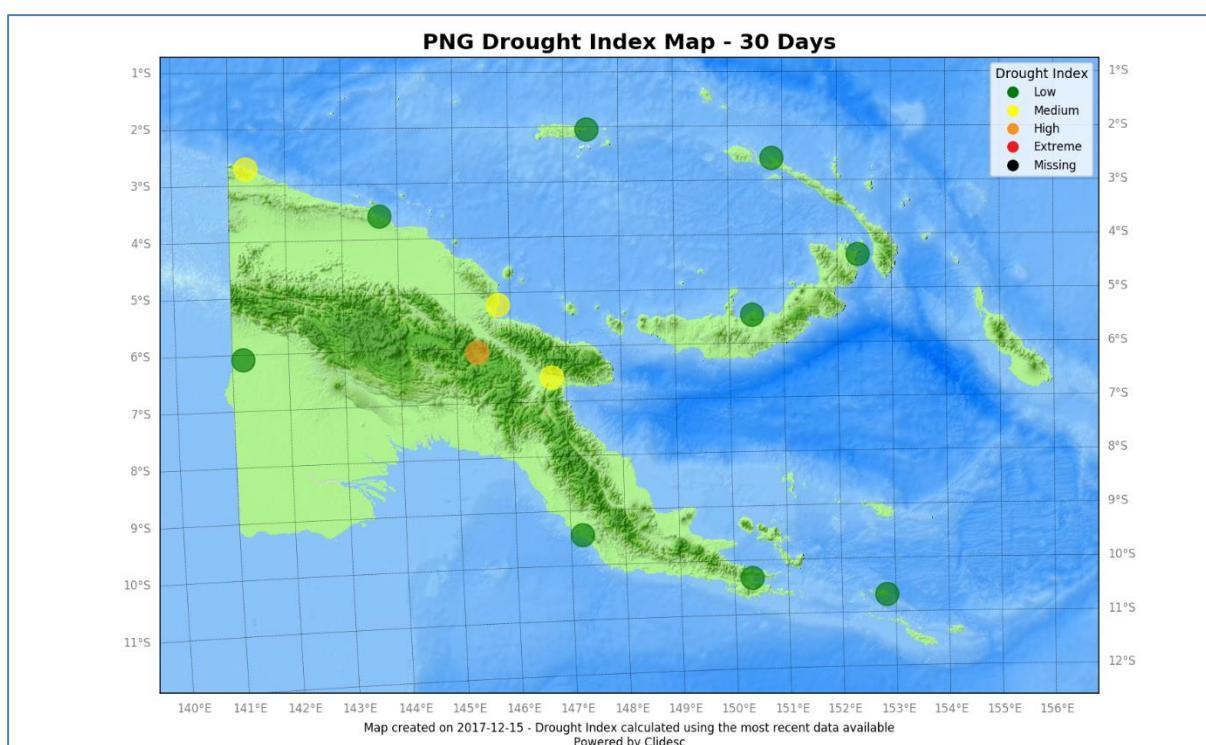 PNG Drought Index Map - 30 Days
Drought Index
Low
Medium
High
Extreme
Missing
1°S 1°S
2°S 2°S
3°S 3°S
4°S 4°S
5°S 5°S
6°S 6°S
7°S 7°S
8°S 8°S
9°S 9°S
10°S 10°S
11°S 11°S
12°S
140°E 141°E 142°E 143°E 144°E 145°E 146°E 147°E 148°E 149°E 150°E 151°E 152°E 153°E 154°E 155°E 156°E
Map created on 2017-12-15 - Drought Index calculated using the most recent data available
Powered by Clidesc